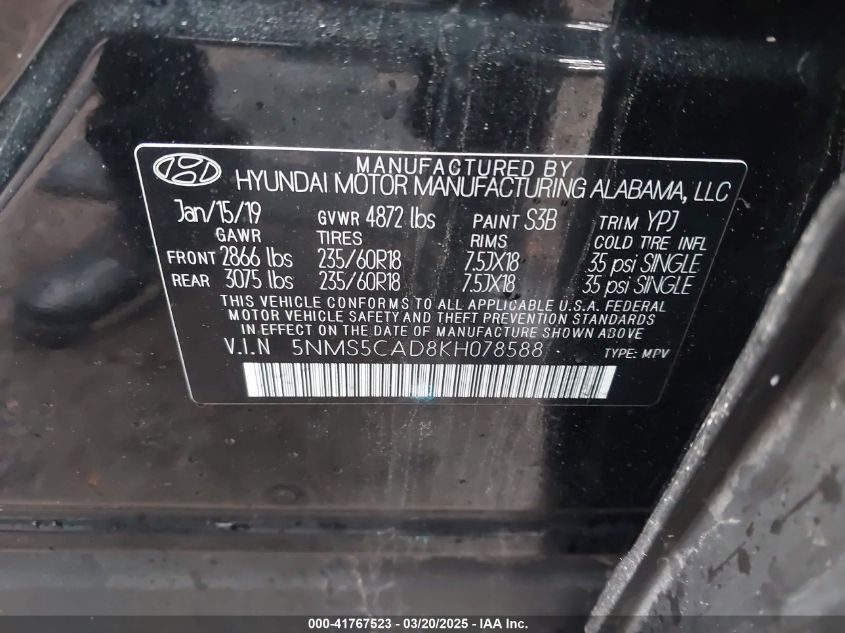 MANUFACTURED BY
HYUNDAI MOTOR MANUFACTURING ALABAMA, LLC
Jan/15/19 GVWR 4872 lbs PAINT S3B TRIM YPJ
GAWR TIRES RIMS COLD TIRE INFL
FRONT 2866 lbs 235/60R18 7.5JX18 35 psi SINGLE
REAR 3075 lbs 235/60R18 7.5JX18 35 psi SINGLE
THIS VEHICLE CONFORMS TO ALL APPLICABLE U.S.A. FEDERAL
MOTOR VEHICLE SAFETY AND THEFT PREVENTION STANDARDS
IN EFFECT ON THE DATE OF MANUFACTURE SHOWN ABOVE
V.I.N 5NMS5CAD8KH078588 TYPE: MPV
000-41767523 — 03/20/2025 — IAA Inc.